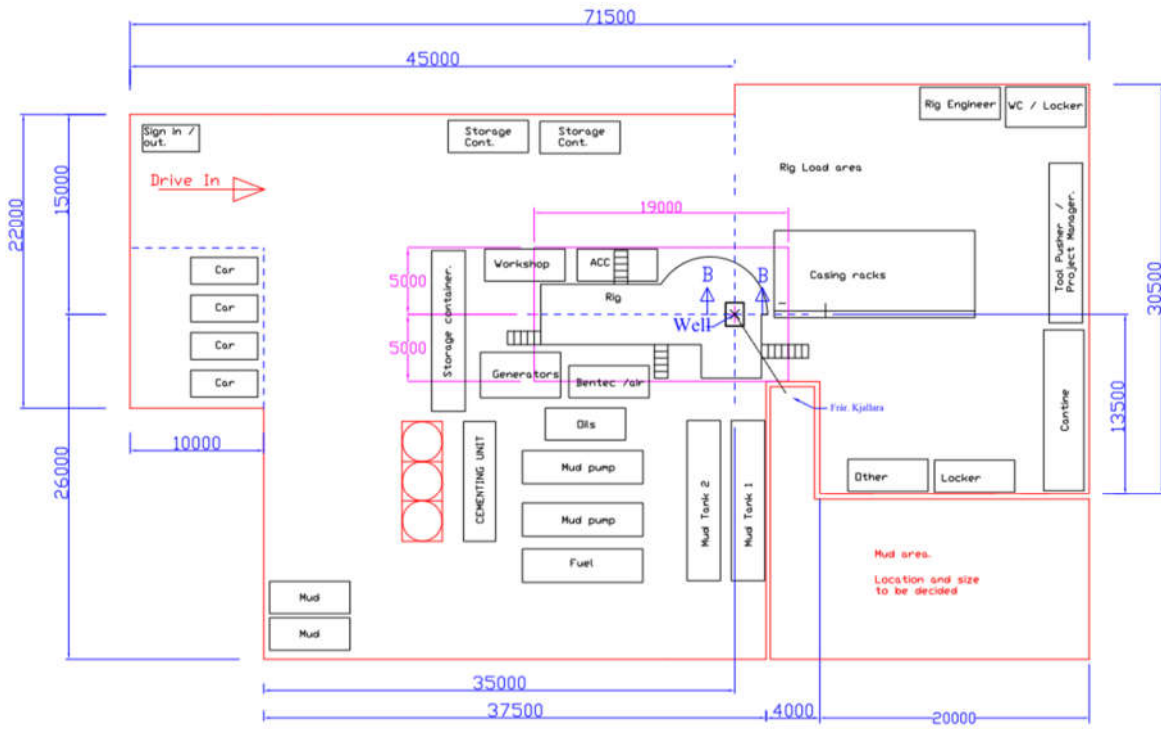 71500
45000
Sign in /
out.
Storage
Cont.
Storage
Cont.
Rig Engineer
WC / Locker
Drive In
Rig Load area
22000
15000
19000
30500
Tool Pusher /
Project Manager.
Workshop
ACC
Casing racks
5000
Storage container.
Rig
B
B
Car
Car
Car
Car
Well
5000
Generators
Bentec /air
Frár. Kjallara
13500
Cantine
10000
26000
Oils
CEMENTING UNIT
Mud pump
Mud pump
Fuel
Mud Tank 2
Mud Tank 1
Other
Locker
Mud area.
Location and size
to be decided
Mud
Mud
35000
37500
4000
20000